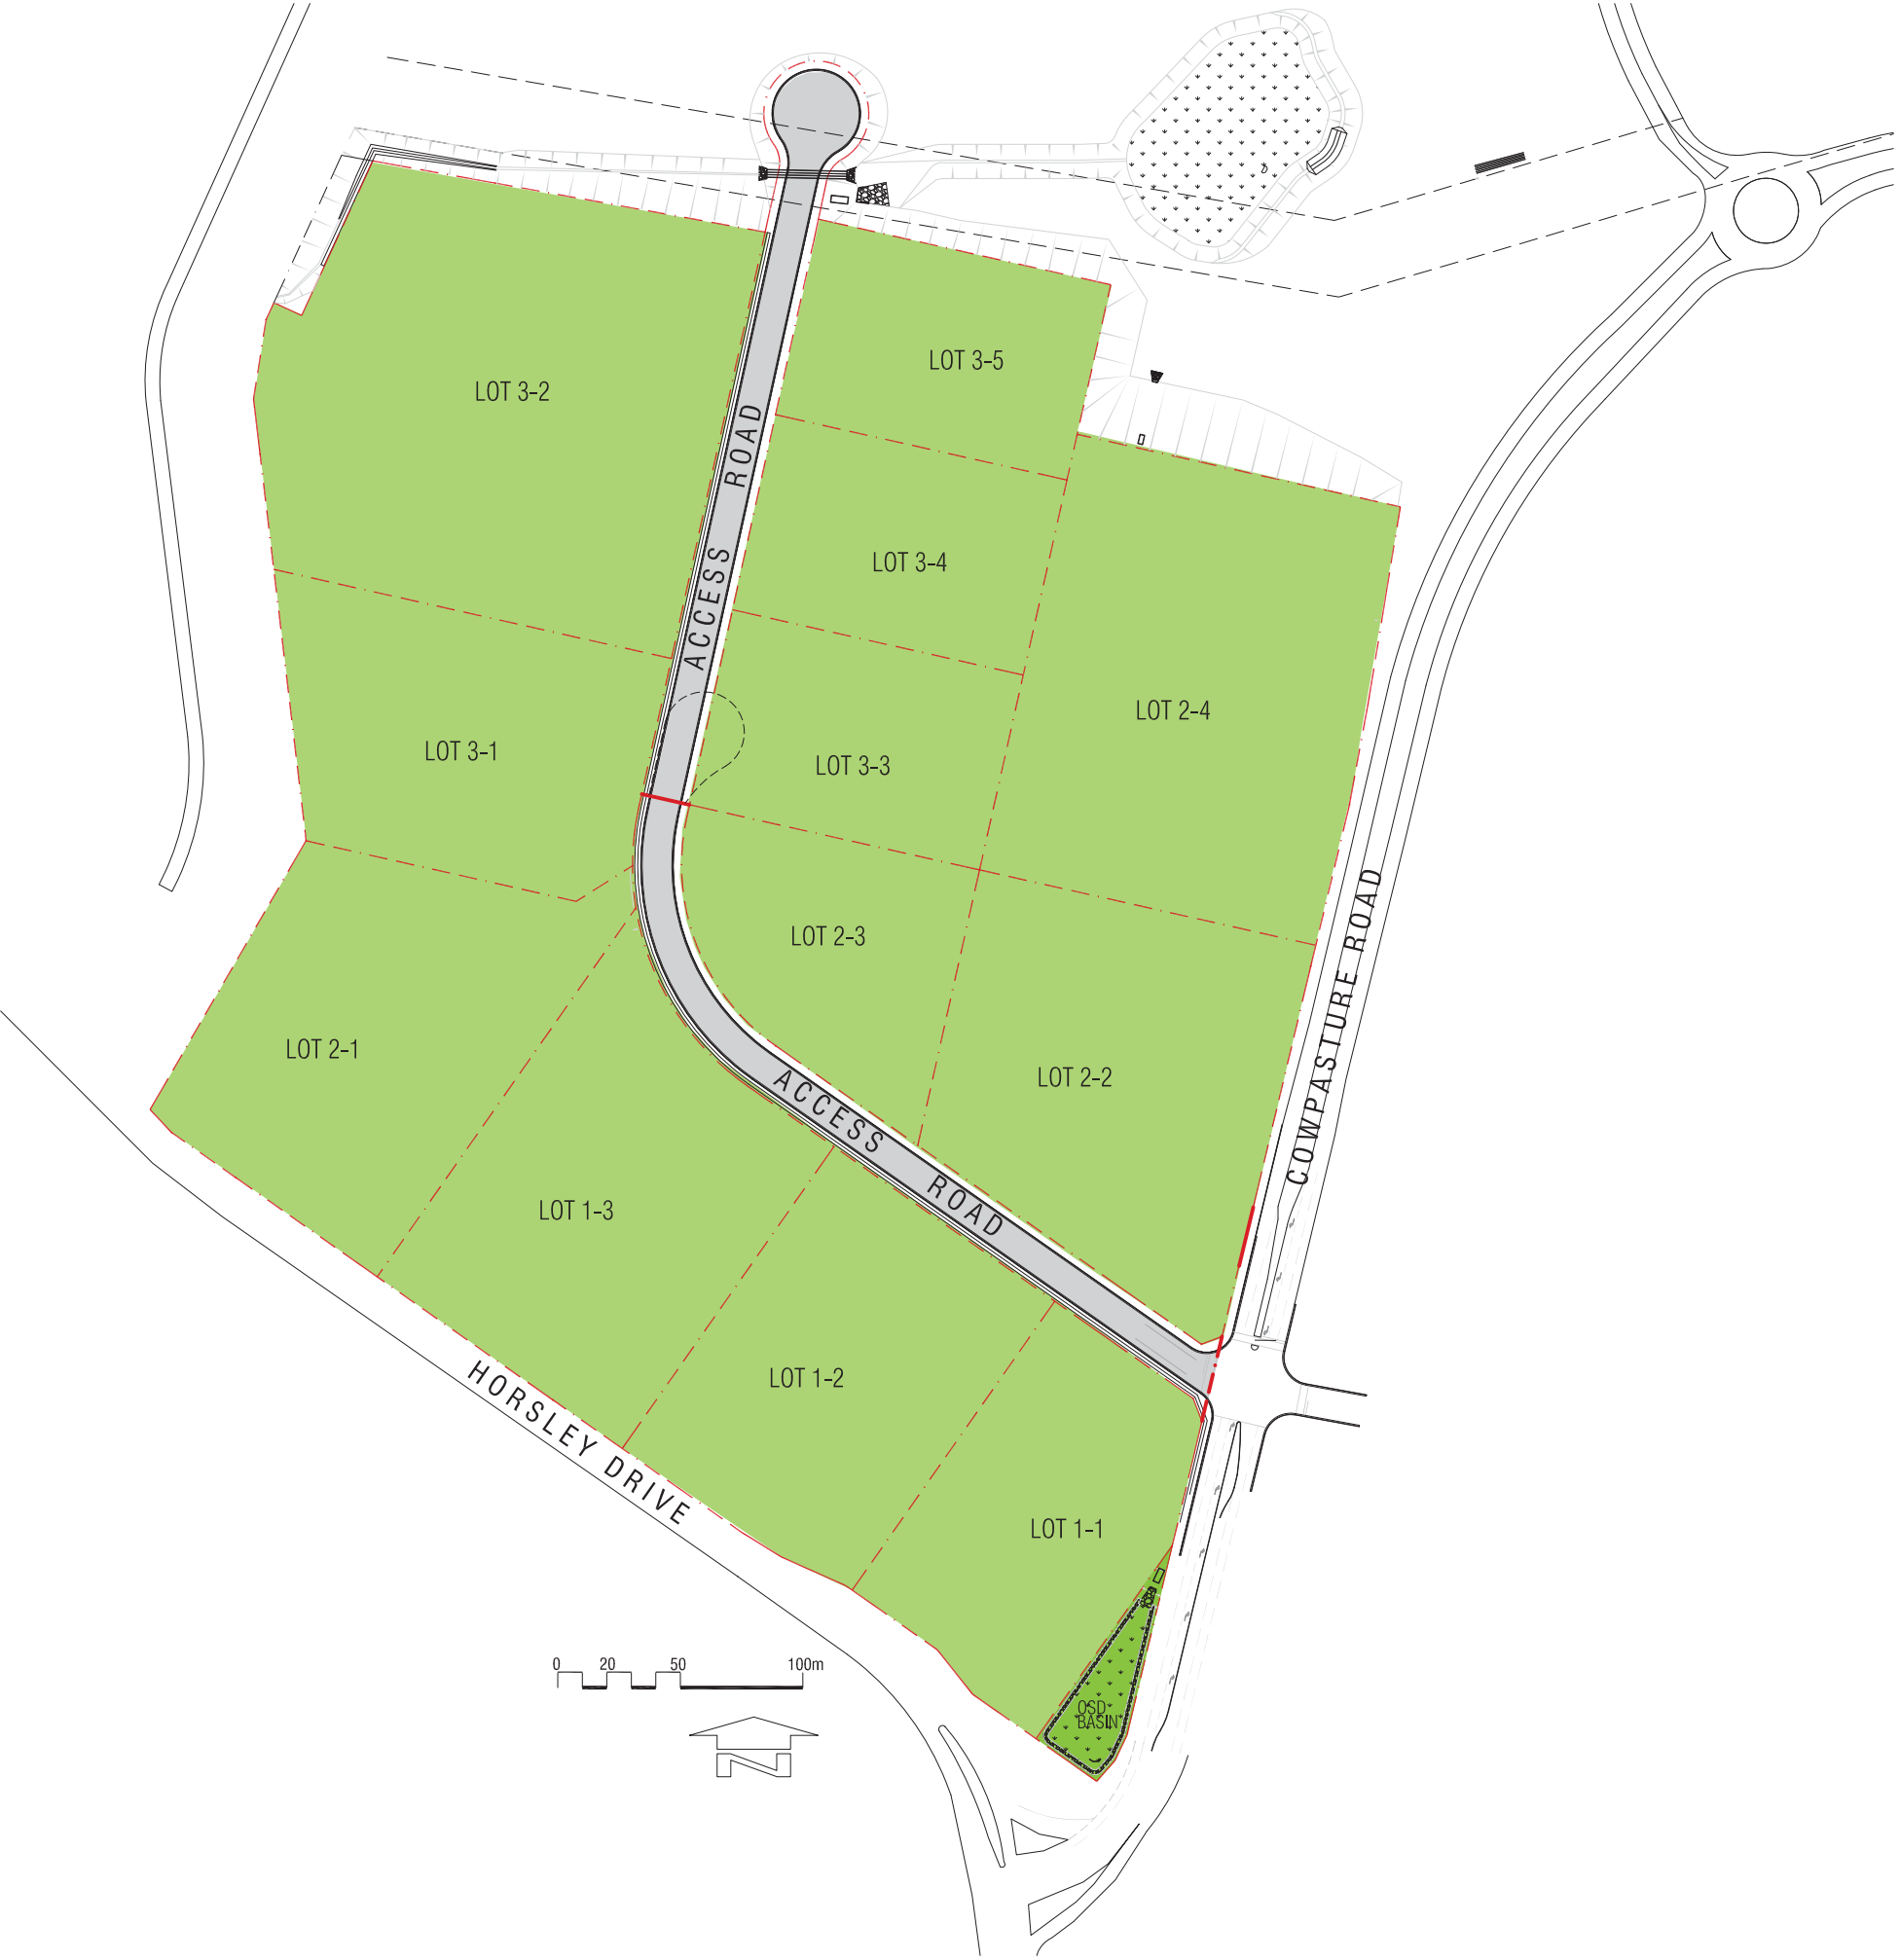 LOT 3-5
LOT 3-2
ACCESS ROAD
LOT 3-4
LOT 2-4
LOT 3-1
LOT 3-3
LOT 2-3
COWPASTURE ROAD
LOT 2-1
LOT 2-2
ACCESS ROAD
LOT 1-3
LOT 1-2
HORSLEY DRIVE
LOT 1-1
0 20 50 100m
OSD
BASIN
N